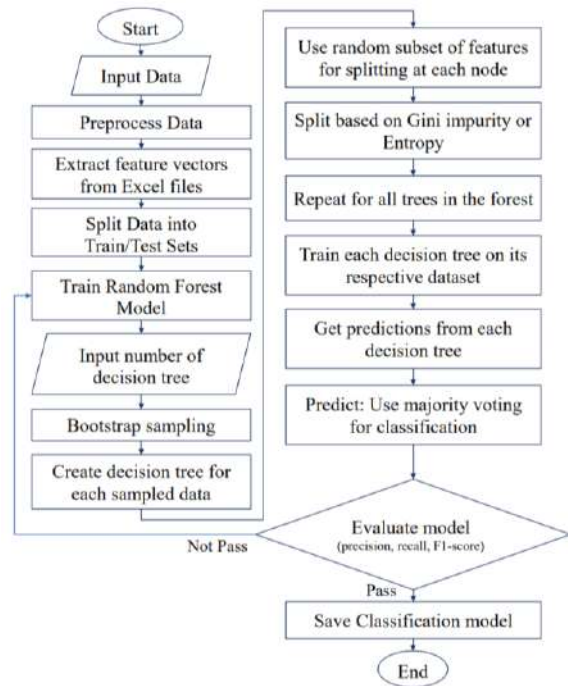 Start
Input Data
Preprocess Data
Extract feature vectors
from Excel files
Split Data into
Train/Test Sets
Train Random Forest
Model
Input number of
decision tree
Bootstrap sampling
Create decision tree for
each sampled data
Use random subset of features
for splitting at each node
Split based on Gini impurity or
Entropy
Repeat for all trees in the forest
Train each decision tree on its
respective dataset
Get predictions from each
decision tree
Predict: Use majority voting
for classification
Evaluate model
(precision, recall, F1-score)
Not Pass
Pass
Save Classification model
End